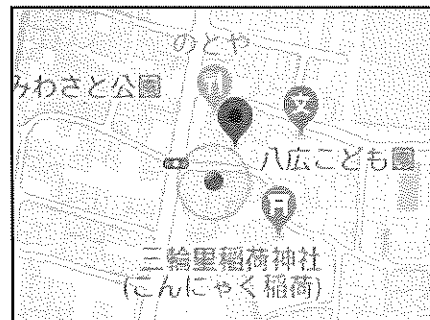 のとや
みわさと公園
八広こども園
三輪里稲荷神社
(こんにゃく稲荷)